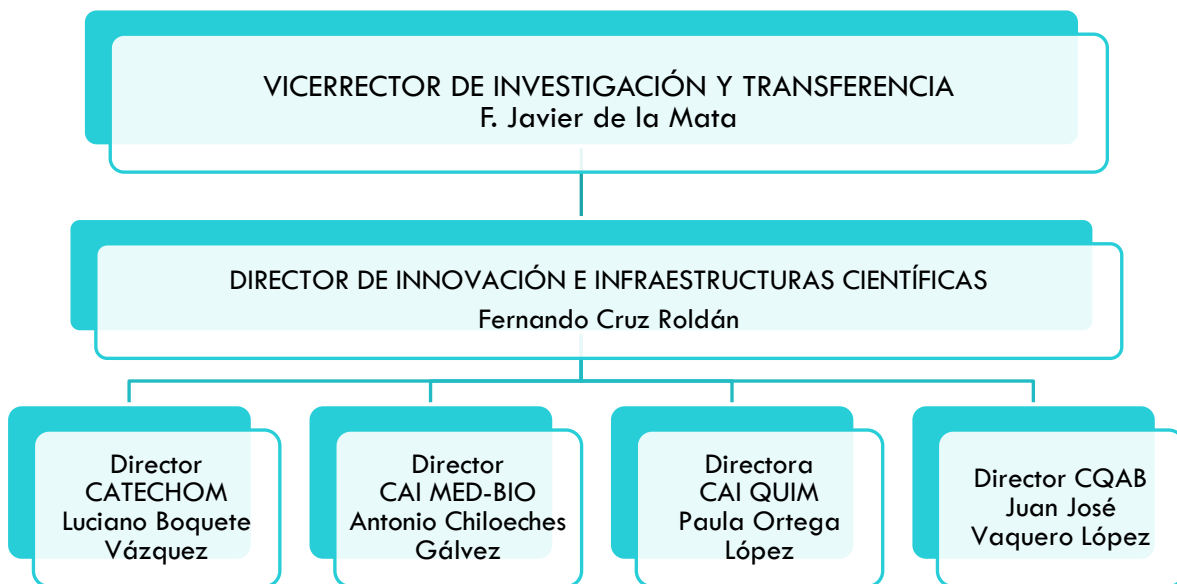 VICERRECTOR DE INVESTIGACIÓN Y TRANSFERENCIA
F. Javier de la Mata
DIRECTOR DE INNOVACIÓN E INFRAESTRUCTURAS CIENTÍFICAS
Fernando Cruz Roldán
Director
CATECHOM
Luciano Boquete
Vázquez
Director
CAI MED-BIO
Antonio Chiloeches
Gálvez
Directora
CAI QUIM
Paula Ortega
López
Director CQAB
Juan José
Vaquero López